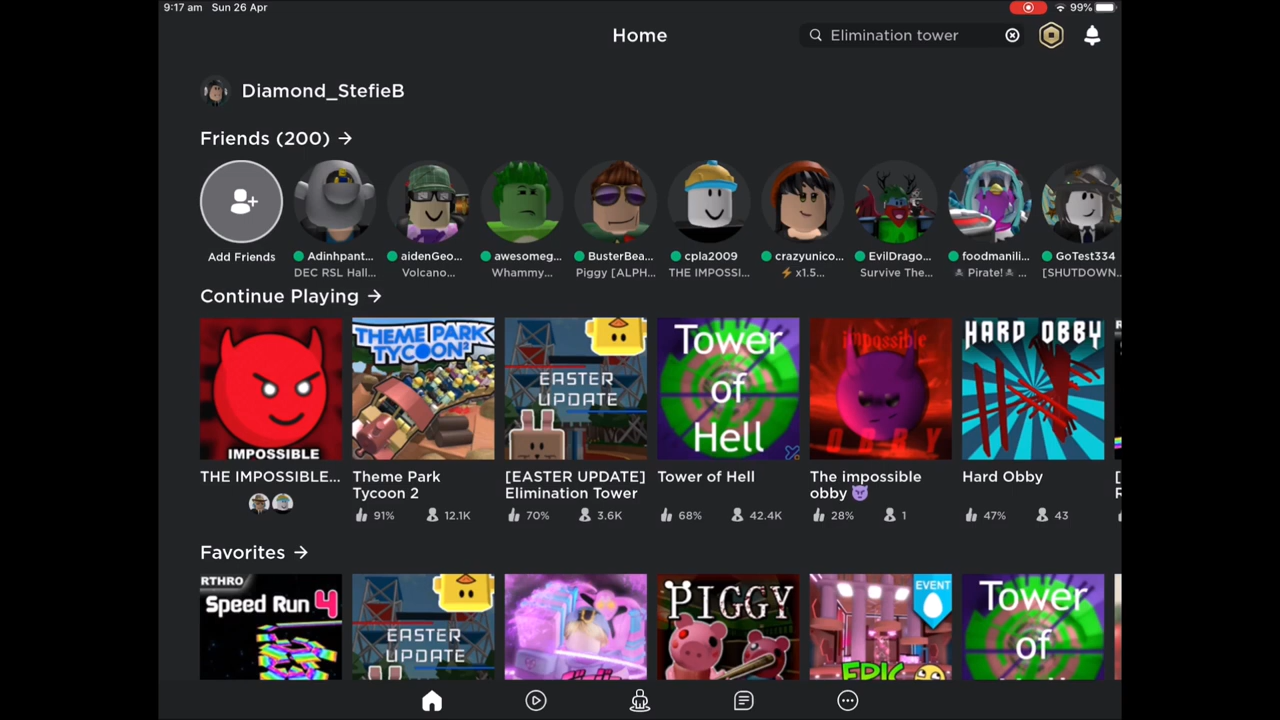 9:17 am Sun 26 Apr
99%
Home
Elimination tower
Diamond_StefieB
Friends (200) →
Add Friends
Adinhpant...
aidenGeo...
awesomeg...
BusterBea...
cpla2009
crazyunico...
EvilDrago...
foodmanili...
GoTest334
DEC RSL Hall...
Volcano...
Whammy...
Piggy [ALPH...
THE IMPOSSI...
⚡ x1.5...
Survive The...
☠ Pirate!☠ ...
[SHUTDOWN...
Continue Playing →
IMPOSSIBLE
THEME PARK
TYCOON2
EASTER
UPDATE
Tower
of
Hell
impossible
OBBY
HARD OBBY
THE IMPOSSIBLE...
Theme Park
Tycoon 2
[EASTER UPDATE]
Elimination Tower
Tower of Hell
The impossible
obby 😈
Hard Obby
91% 12.1K
70% 3.6K
68% 42.4K
28% 1
47% 43
Favorites →
RTHRO
Speed Run 4
EASTER
UPDATE
PIGGY
EVENT
EPIC
Tower
of